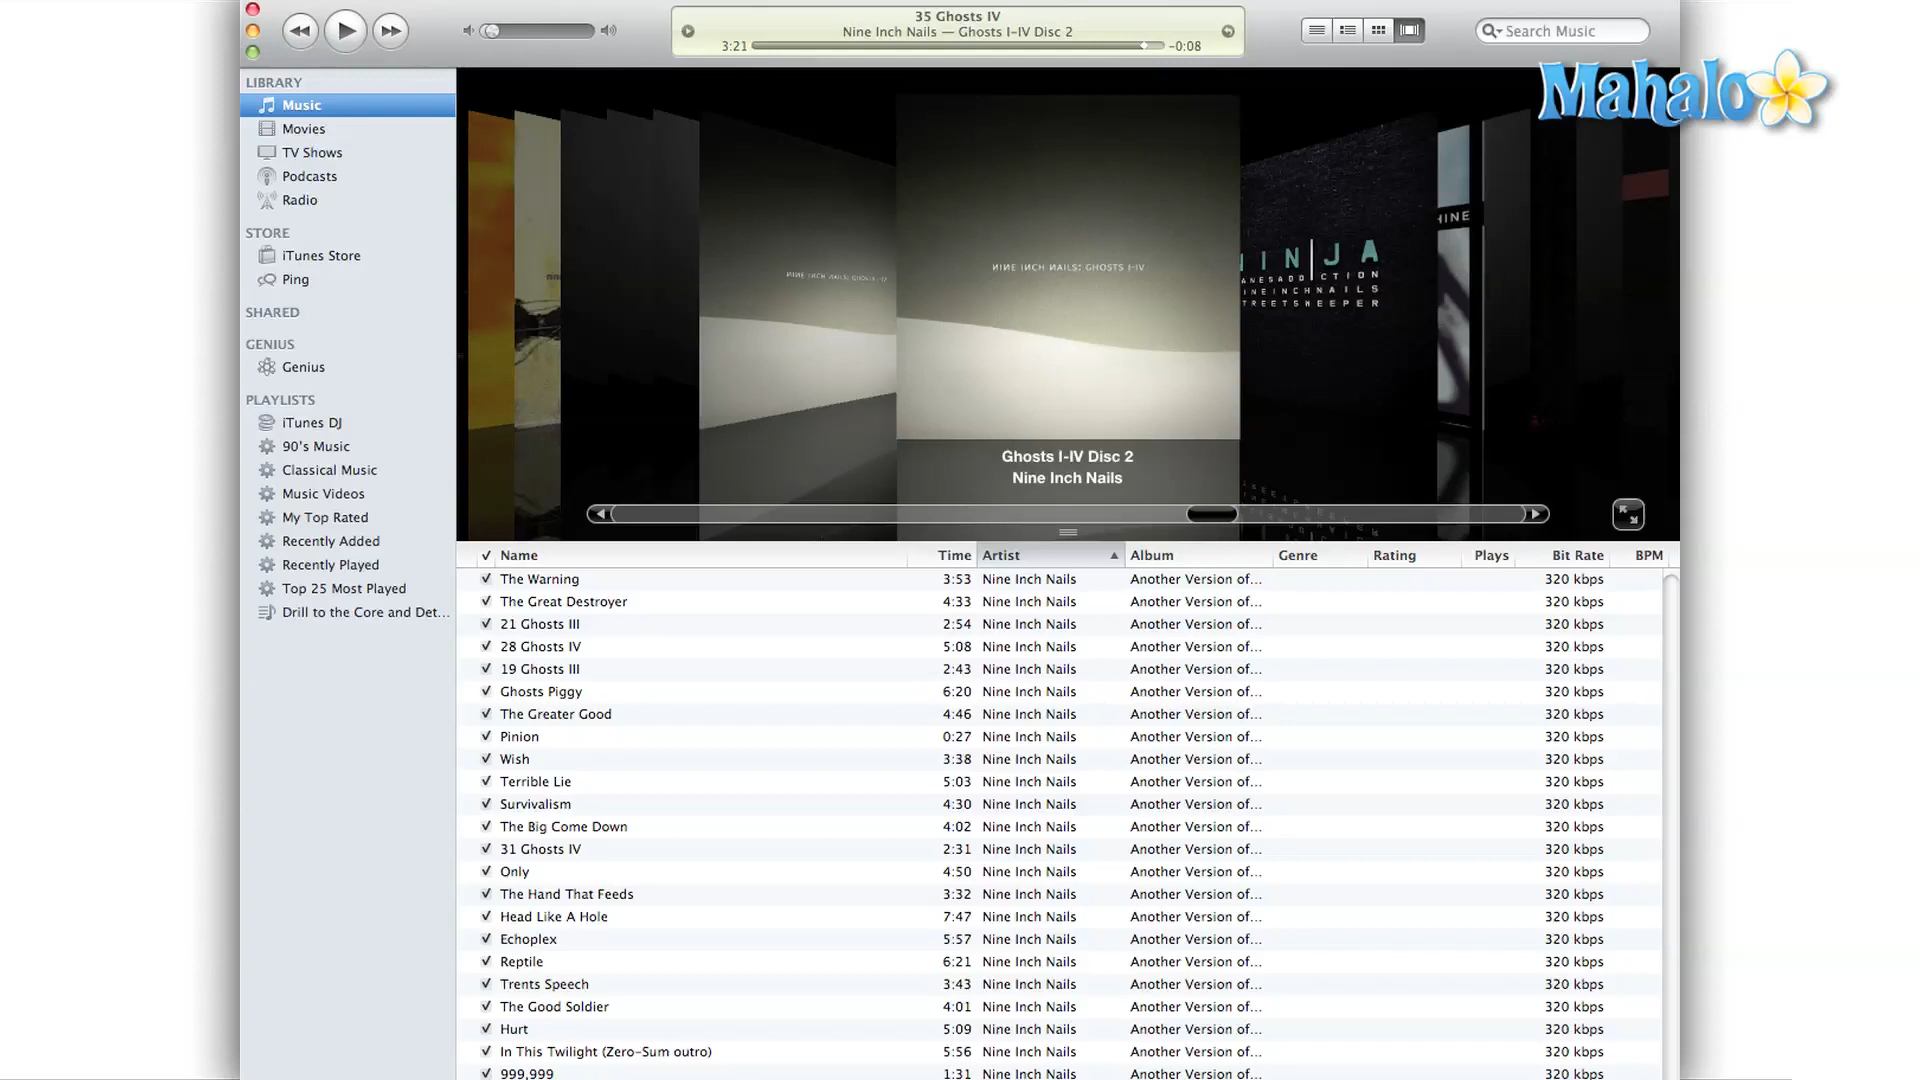 35 Ghosts IV
Nine Inch Nails — Ghosts I-IV Disc 2
3:21
-0:08
Search Music
Mahalo
LIBRARY
Music
Movies
TV Shows
Podcasts
Radio
STORE
iTunes Store
Ping
SHARED
GENIUS
Genius
PLAYLISTS
iTunes DJ
90's Music
Classical Music
Music Videos
My Top Rated
Recently Added
Recently Played
Top 25 Most Played
Drill to the Core and Det...
NINE INCH NAILS: GHOSTS I-IV
NINE INCH NAILS: GHOSTS I-IV
IN|JA
ANESADDICTION
INEINCHNAILS
TREETSWEEPER
HINE
Ghosts I-IV Disc 2
Nine Inch Nails
✓ Name Time Artist Album Genre Rating Plays Bit Rate BPM
✓ The Warning 3:53 Nine Inch Nails Another Version of... 320 kbps
✓ The Great Destroyer 4:33 Nine Inch Nails Another Version of... 320 kbps
✓ 21 Ghosts III 2:54 Nine Inch Nails Another Version of... 320 kbps
✓ 28 Ghosts IV 5:08 Nine Inch Nails Another Version of... 320 kbps
✓ 19 Ghosts III 2:43 Nine Inch Nails Another Version of... 320 kbps
✓ Ghosts Piggy 6:20 Nine Inch Nails Another Version of... 320 kbps
✓ The Greater Good 4:46 Nine Inch Nails Another Version of... 320 kbps
✓ Pinion 0:27 Nine Inch Nails Another Version of... 320 kbps
✓ Wish 3:38 Nine Inch Nails Another Version of... 320 kbps
✓ Terrible Lie 5:03 Nine Inch Nails Another Version of... 320 kbps
✓ Survivalism 4:30 Nine Inch Nails Another Version of... 320 kbps
✓ The Big Come Down 4:02 Nine Inch Nails Another Version of... 320 kbps
✓ 31 Ghosts IV 2:31 Nine Inch Nails Another Version of... 320 kbps
✓ Only 4:50 Nine Inch Nails Another Version of... 320 kbps
✓ The Hand That Feeds 3:32 Nine Inch Nails Another Version of... 320 kbps
✓ Head Like A Hole 7:47 Nine Inch Nails Another Version of... 320 kbps
✓ Echoplex 5:57 Nine Inch Nails Another Version of... 320 kbps
✓ Reptile 6:21 Nine Inch Nails Another Version of... 320 kbps
✓ Trents Speech 3:43 Nine Inch Nails Another Version of... 320 kbps
✓ The Good Soldier 4:01 Nine Inch Nails Another Version of... 320 kbps
✓ Hurt 5:09 Nine Inch Nails Another Version of... 320 kbps
✓ In This Twilight (Zero-Sum outro) 5:56 Nine Inch Nails Another Version of... 320 kbps
✓ 999,999 1:31 Nine Inch Nails Another Version of... 320 kbps